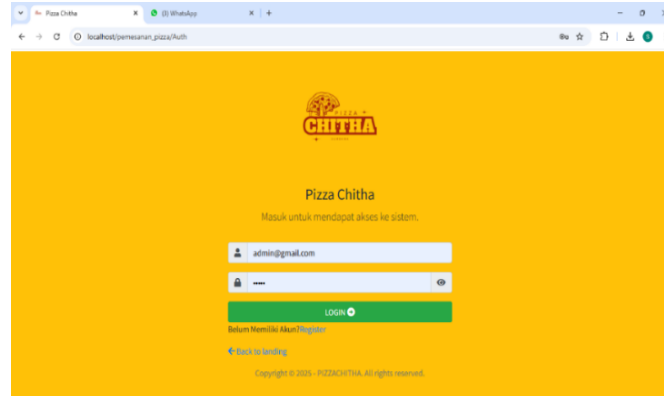 Pizza Chitha
WhatsApp
localhost/pemesanan_pizza/Auth
PIZZA
CHITHA
Pizza Chitha
Masuk untuk mendapat akses ke sistem.
admin@gmail.com
•••••
LOGIN
Belum Memiliki Akun?Register
Back to landing
Copyright © 2025 - PIZZACHITHA. All rights reserved.